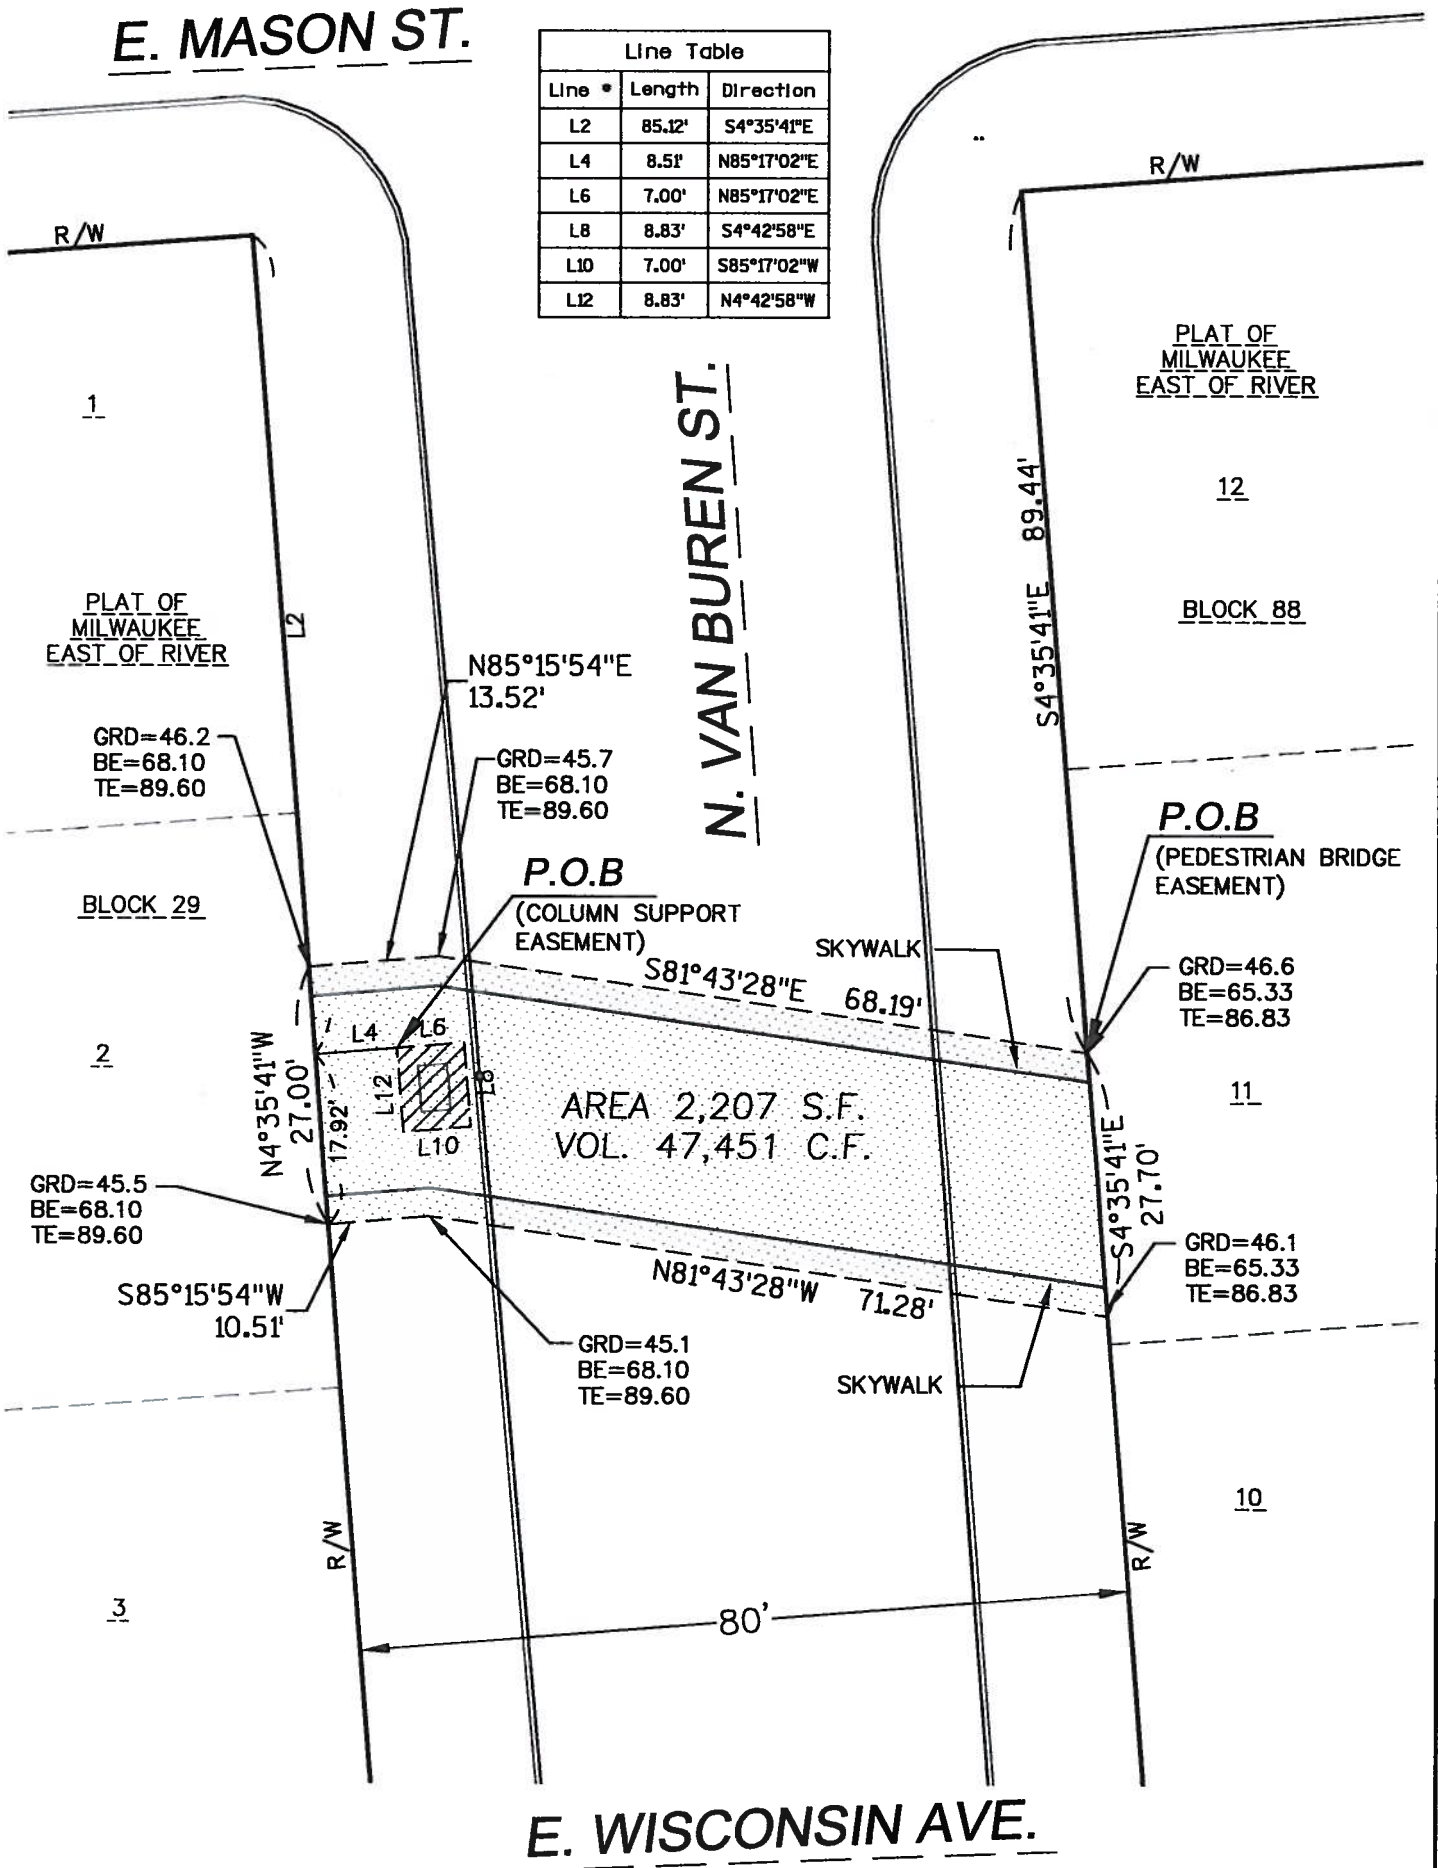 E. MASON ST.
Line Table
Line # Length Direction
L2 85.12' S4°35'41"E
L4 8.51' N85°17'02"E
L6 7.00' N85°17'02"E
L8 8.83' S4°42'58"E
L10 7.00' S85°17'02"W
L12 8.83' N4°42'58"W
R/W
R/W
1
PLAT OF
MILWAUKEE
EAST OF RIVER
12
BLOCK 88
S4°35'41"E 89.44'
N. VAN BUREN ST.
L2
PLAT OF
MILWAUKEE
EAST OF RIVER
N85°15'54"E
13.52'
GRD=46.2
BE=68.10
TE=89.60
GRD=45.7
BE=68.10
TE=89.60
P.O.B
(PEDESTRIAN BRIDGE
EASEMENT)
P.O.B
(COLUMN SUPPORT
EASEMENT)
BLOCK 29
SKYWALK
S81°43'28"E 68.19'
GRD=46.6
BE=65.33
TE=86.83
2
N4°35'41"W
27.00'
17.92'
L4
L6
L12
L8
L10
AREA 2,207 S.F.
VOL. 47,451 C.F.
11
S4°35'41"E
27.70'
GRD=45.5
BE=68.10
TE=89.60
GRD=46.1
BE=65.33
TE=86.83
S85°15'54"W
10.51'
N81°43'28"W 71.28'
GRD=45.1
BE=68.10
TE=89.60
SKYWALK
10
R/W
R/W
3
80'
E. WISCONSIN AVE.